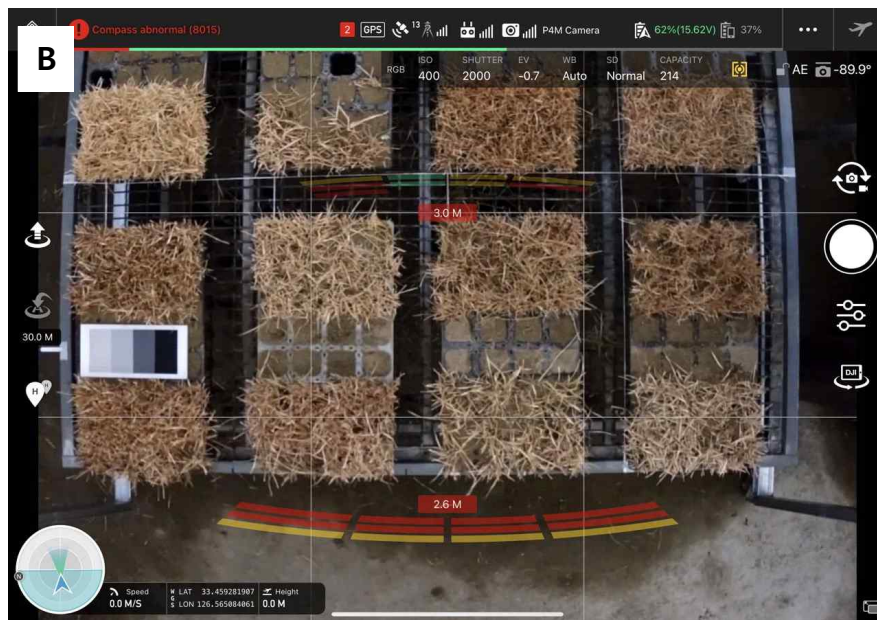 B
Compass abnormal (8015)
2 GPS 13 P4M Camera 62%(15.62V) 37%
RGB
ISO SHUTTER EV WB SD CAPACITY
400 2000 -0.7 Auto Normal 214
AE -89.9°
3.0 M
30.0 M
H H
DJI
2.6 M
N
Speed
0.0 M/S
WGS
LAT 33.459281907
LON 126.565084061
Height
0.0 M